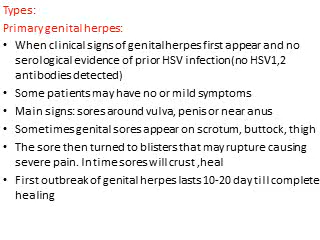 Types:
Primary genital herpes:
• When clinical signs of genital herpes first appear and no
serological evidence of prior HSV infection(no HSV1,2
antibodies detected)
• Some patients may have no or mild symptoms
• Main signs: sores around vulva, penis or near anus
• Sometimes genital sores appear on scrotum, buttock, thigh
• The sore then turned to blisters that may rupture causing
severe pain. In time sores will crust ,heal
• First outbreak of genital herpes lasts 10-20 day till complete
healing